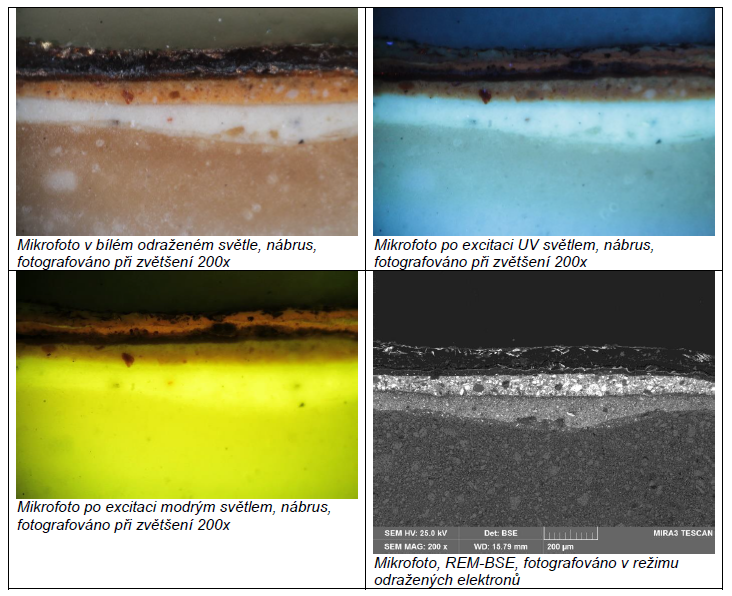 Mikrofoto v bílém odraženém světle, nábrus,
fotografováno při zvětšení 200x
Mikrofoto po excitaci UV světlem, nábrus,
fotografováno při zvětšení 200x
Mikrofoto po excitaci modrým světlem, nábrus,
fotografováno při zvětšení 200x
SEM HV: 25.0 kV Det: BSE MIRA3 TESCAN
SEM MAG: 200 x WD: 15.79 mm 200 µm
Mikrofoto, REM-BSE, fotografováno v režimu
odražených elektronů